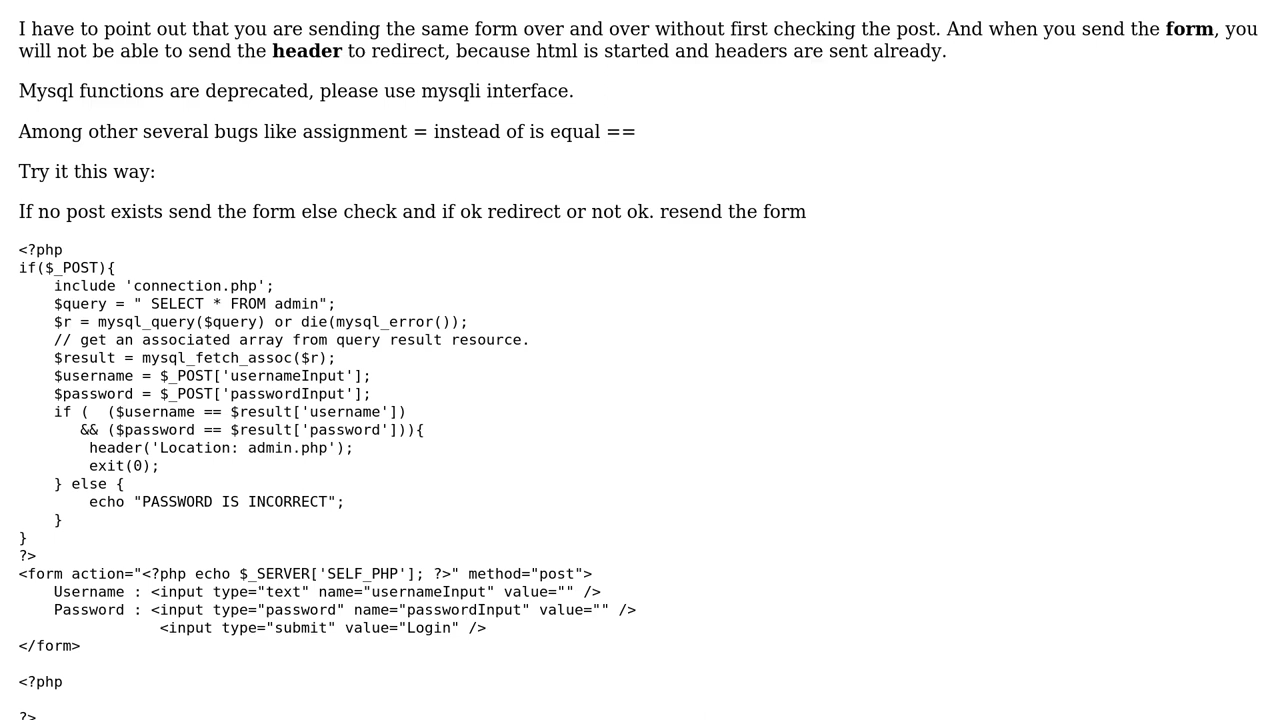 I have to point out that you are sending the same form over and over without first checking the post. And when you send the form, you
will not be able to send the header to redirect, because html is started and headers are sent already.
Mysql functions are deprecated, please use mysqli interface.
Among other several bugs like assignment = instead of is equal ==
Try it this way:
If no post exists send the form else check and if ok redirect or not ok. resend the form
<?php
if($_POST){
    include 'connection.php';
    $query = " SELECT * FROM admin";
    $r = mysql_query($query) or die(mysql_error());
    // get an associated array from query result resource.
    $result = mysql_fetch_assoc($r);
    $username = $_POST['usernameInput'];
    $password = $_POST['passwordInput'];
    if (  ($username == $result['username'])
       && ($password == $result['password'])){
        header('Location: admin.php');
        exit(0);
    } else {
        echo "PASSWORD IS INCORRECT";
    }
}
?>
<form action="<?php echo $_SERVER['SELF_PHP']; ?>" method="post">
    Username : <input type="text" name="usernameInput" value="" />
    Password : <input type="password" name="passwordInput" value="" />
                <input type="submit" value="Login" />
</form>
<?php
?>